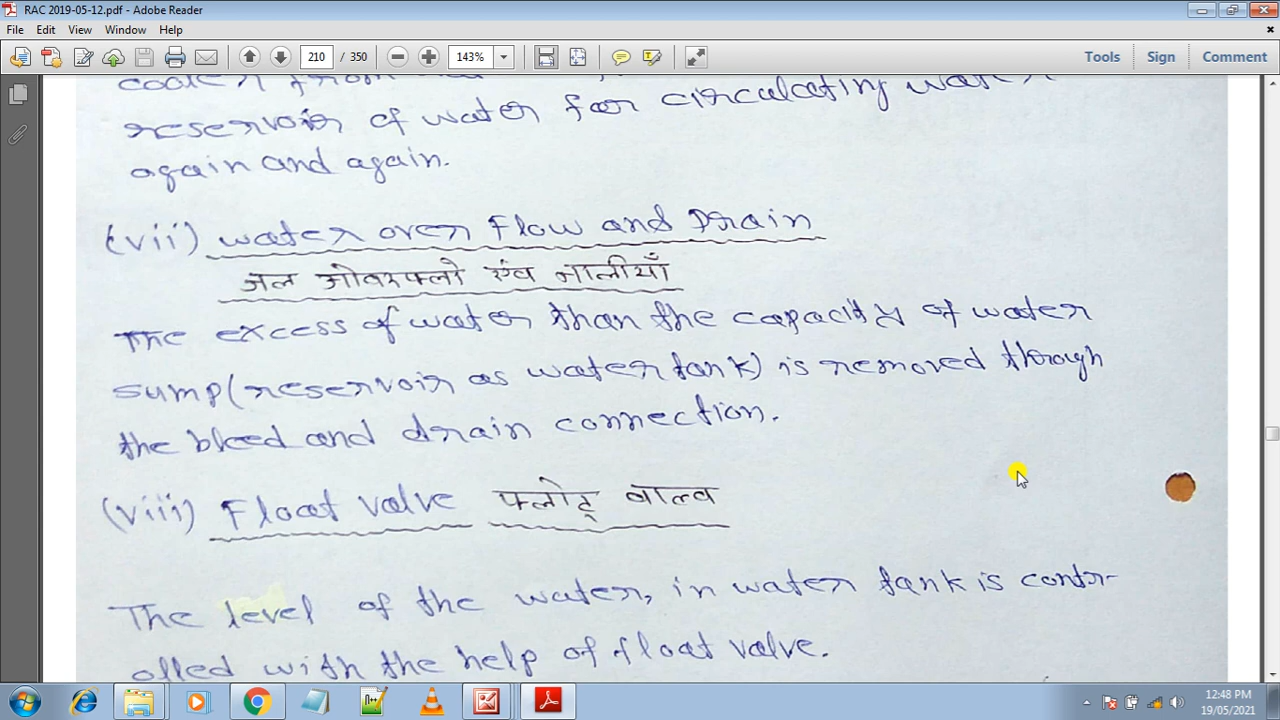 RAC 2019-05-12.pdf - Adobe Reader
File Edit View Window Help
210 / 350 143% Tools Sign Comment
cooler from
reservoir of water for circulating water
again and again.
(vii) water over flow and Drain
जल ओवरफ्लो एंव नालीयाँ
The excess of water than the capacity of water
sump(reservoir as water tank) is removed through
the bleed and drain connection.
(viii) Float valve फ्लोट् वाल्व
The level of the water, in water tank is contr-
olled with the help of float valve.
12:48 PM
19/05/2021